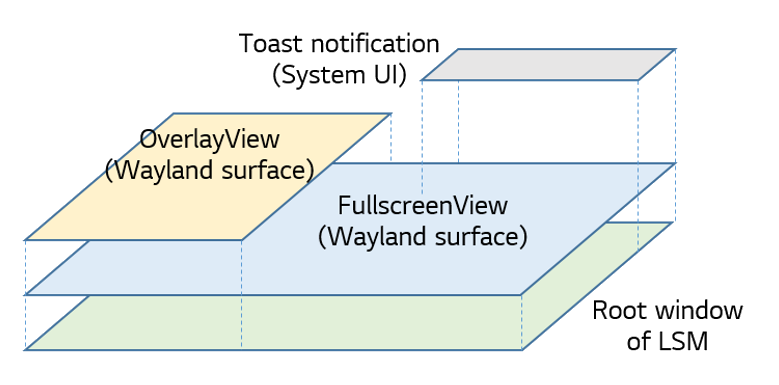 Toast notification
(System UI)
OverlayView
(Wayland surface)
FullscreenView
(Wayland surface)
Root window
of LSM